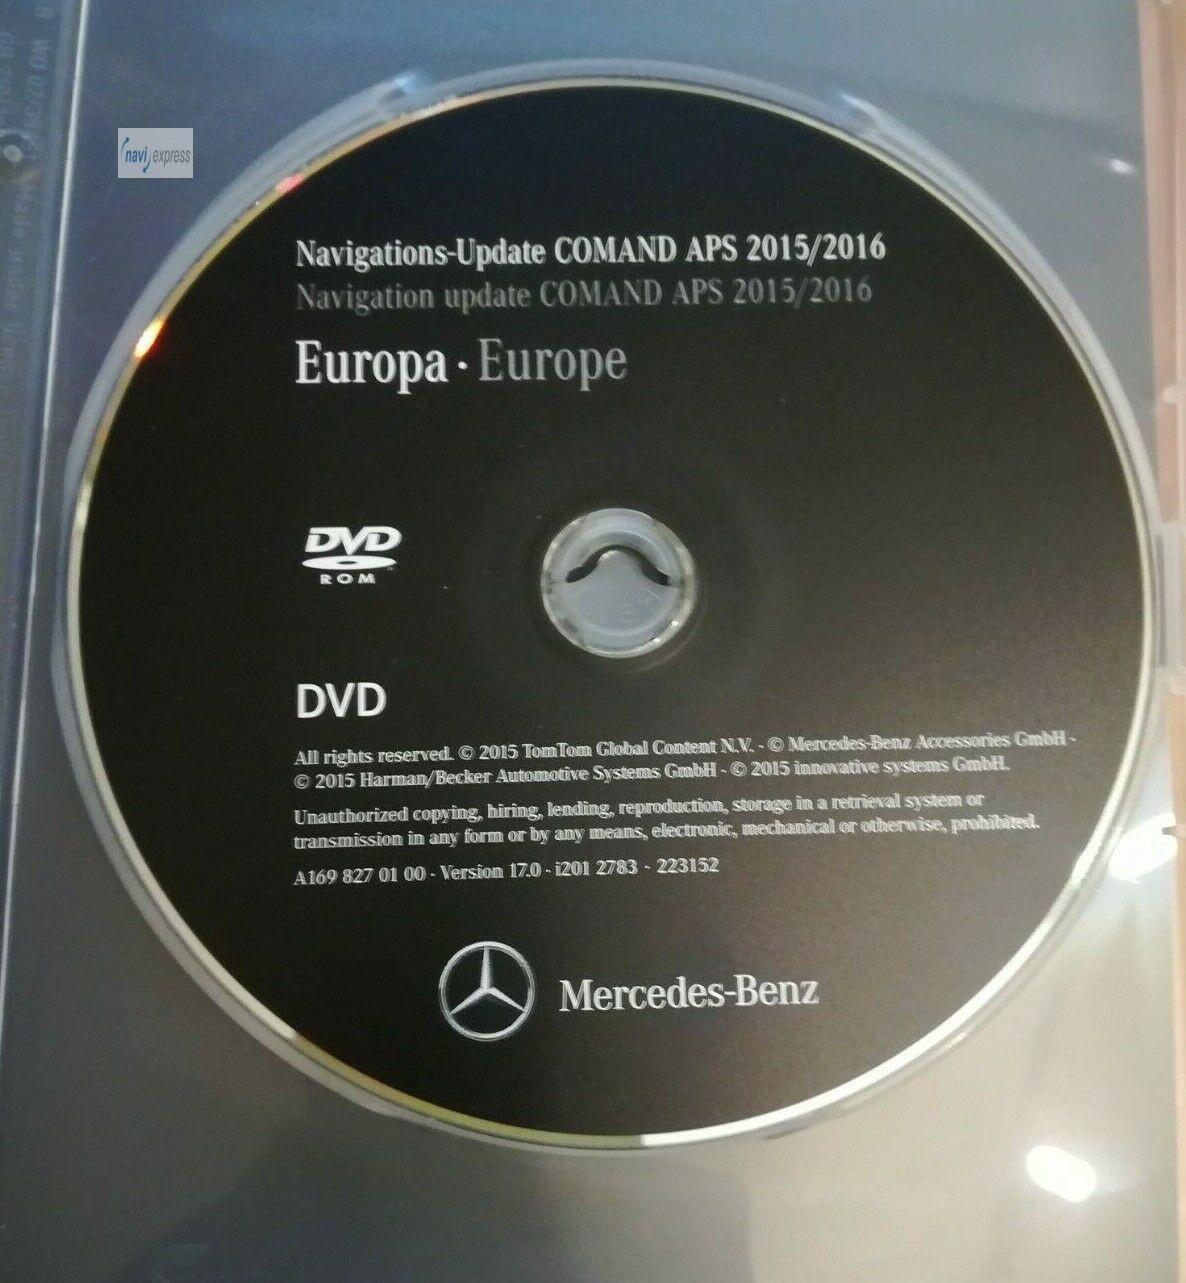 navi express
Navigations-Update COMAND APS 2015/2016
Navigation update COMAND APS 2015/2016
Europa · Europe
DVD
ROM
DVD
All rights reserved. © 2015 TomTom Global Content N.V. - © Mercedes-Benz Accessories GmbH -
© 2015 Harman/Becker Automotive Systems GmbH - © 2015 innovative systems GmbH.
Unauthorized copying, hiring, lending, reproduction, storage in a retrieval system or
transmission in any form or by any means, electronic, mechanical or otherwise, prohibited.
A169 827 01 00 - Version 17.0 - i201 2783 - 223152
Mercedes-Benz